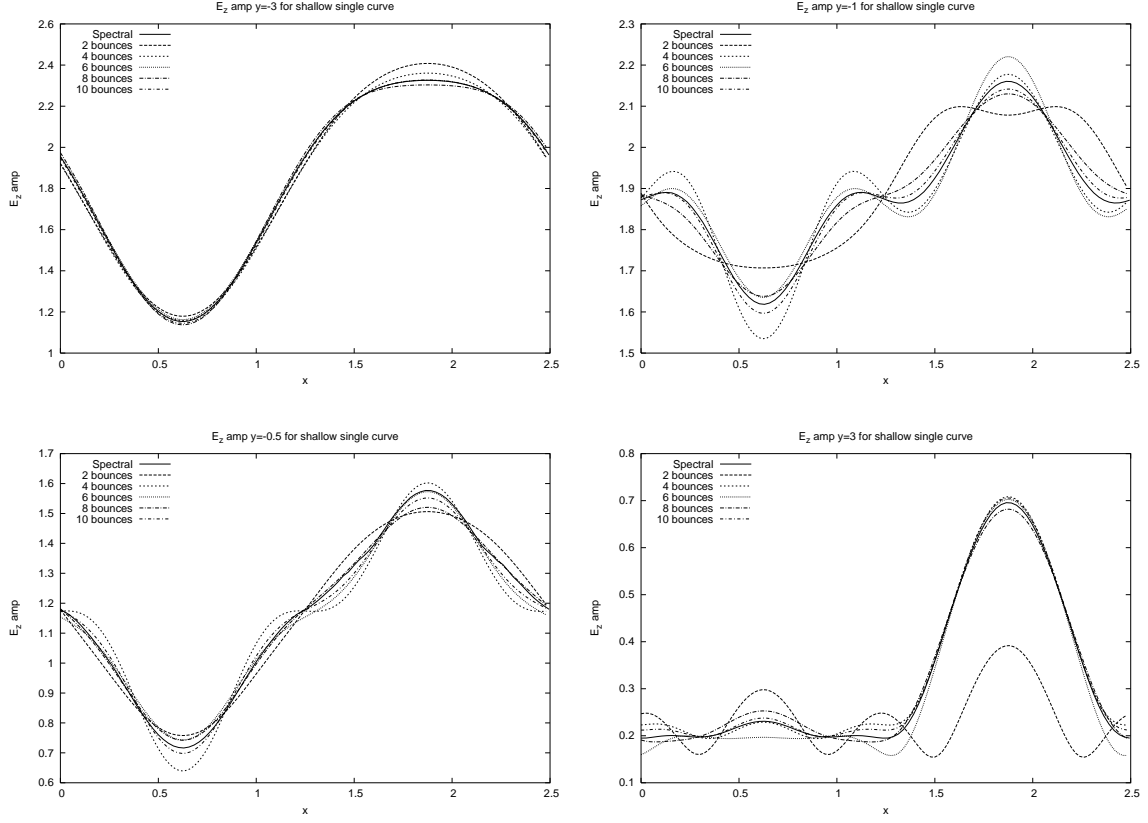 E_z amp y=-3 for shallow single curve
2.6
2.4
2.2
2
1.8
1.6
1.4
1.2
1
E_z amp
Spectral
2 bounces
4 bounces
6 bounces
8 bounces
10 bounces
0 0.5 1 1.5 2 2.5
x
E_z amp y=-1 for shallow single curve
2.3
2.2
2.1
2
1.9
1.8
1.7
1.6
1.5
E_z amp
Spectral
2 bounces
4 bounces
6 bounces
8 bounces
10 bounces
0 0.5 1 1.5 2 2.5
x
E_z amp y=-0.5 for shallow single curve
1.7
1.6
1.5
1.4
1.3
1.2
1.1
1
0.9
0.8
0.7
0.6
E_z amp
Spectral
2 bounces
4 bounces
6 bounces
8 bounces
10 bounces
0 0.5 1 1.5 2 2.5
x
E_z amp y=3 for shallow single curve
0.8
0.7
0.6
0.5
0.4
0.3
0.2
0.1
E_z amp
Spectral
2 bounces
4 bounces
6 bounces
8 bounces
10 bounces
0 0.5 1 1.5 2 2.5
x